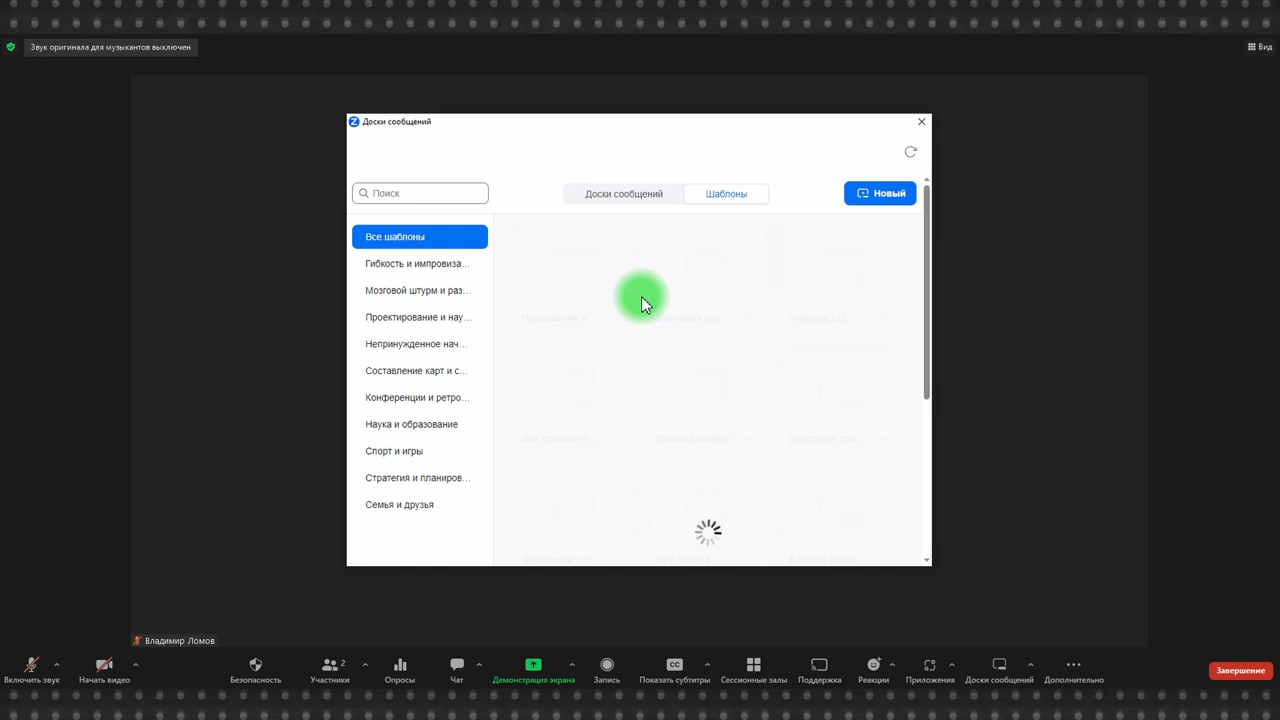 Звук оригинала для музыкантов выключен
Вид
Доски сообщений
Поиск
Доски сообщений
Шаблоны
Новый
Все шаблоны
Гибкость и импровиза...
Мозговой штурм и раз...
Проектирование и нау...
Непринужденное нач...
Составление карт и с...
Конференции и ретро...
Наука и образование
Спорт и игры
Стратегия и планиров...
Семья и друзья
Владимир Ломов
Включить звук
Начать видео
Безопасность
2
Участники
Опросы
Чат
Демонстрация экрана
Запись
CC
Показать субтитры
Сессионные залы
Поддержка
Реакции
Приложения
Доски сообщений
Дополнительно
Завершение